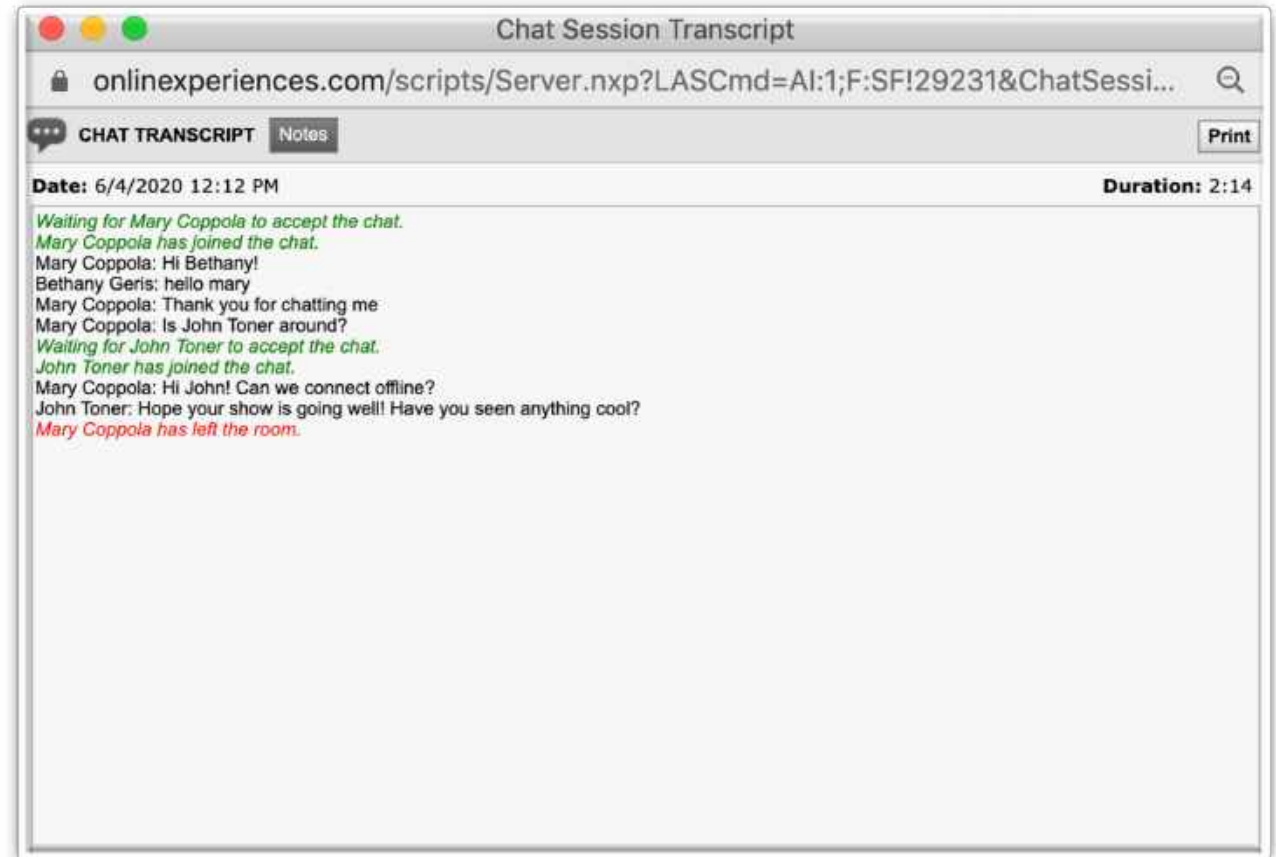 Chat Session Transcript
onlinexperiences.com/scripts/Server.nxp?LASCmd=AI:1;F:SF!29231&ChatSessi...
CHAT TRANSCRIPT Notes Print
Date: 6/4/2020 12:12 PM Duration: 2:14
Waiting for Mary Coppola to accept the chat.
Mary Coppola has joined the chat.
Mary Coppola: Hi Bethany!
Bethany Geris: hello mary
Mary Coppola: Thank you for chatting me
Mary Coppola: Is John Toner around?
Waiting for John Toner to accept the chat.
John Toner has joined the chat.
Mary Coppola: Hi John! Can we connect offline?
John Toner: Hope your show is going well! Have you seen anything cool?
Mary Coppola has left the room.